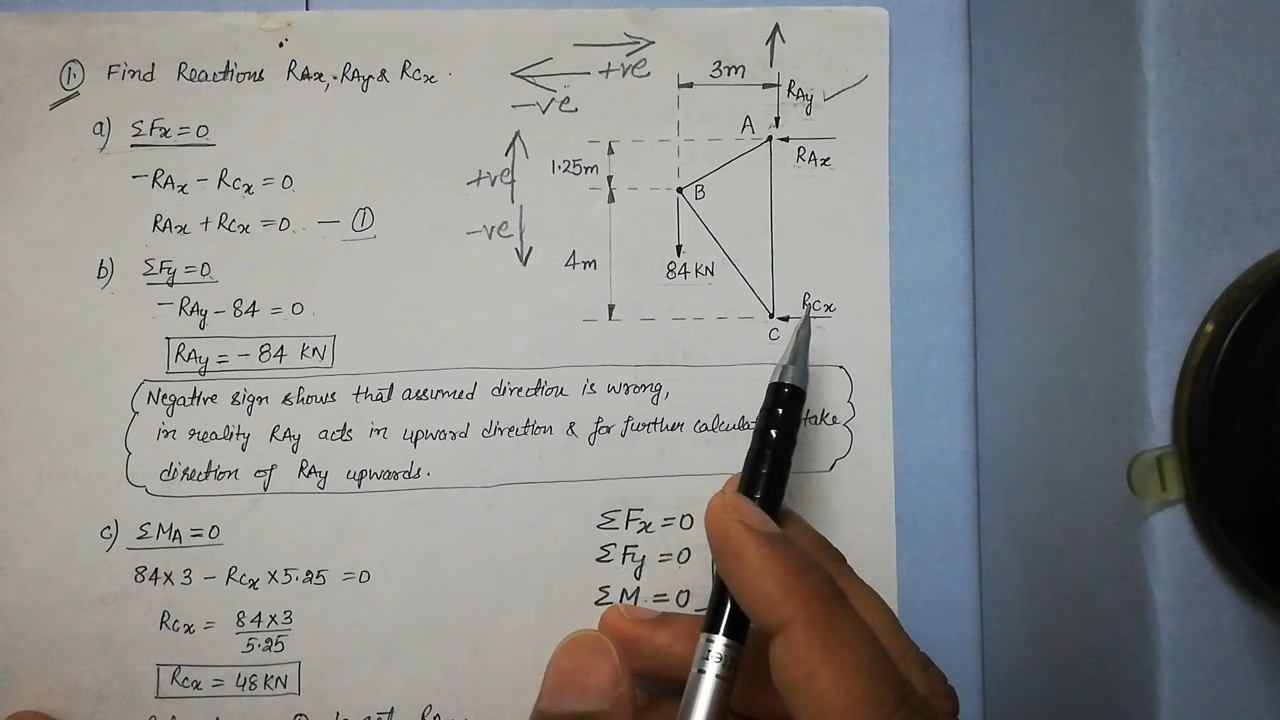 ① Find Reactions RAx, RAy & RCx.
a) ΣFx = 0
-RAx - RCx = 0
RAx + RCx = 0. — ①
b) ΣFy = 0
-RAy - 84 = 0
RAy = -84 KN
Negative sign shows that assumed direction is wrong,
in reality RAy acts in upward direction & for further take
direction of RAy upwards.
c) ΣMA = 0
84×3 - RCx × 5.25 = 0
RCx = 84×3
5.25
RCx = 48 KN
+ve
-ve
+ve
-ve
3m
RAy
A
RAx
1.25m
B
4m
84 KN
RCx
C
ΣFx = 0
ΣFy = 0
ΣM = 0